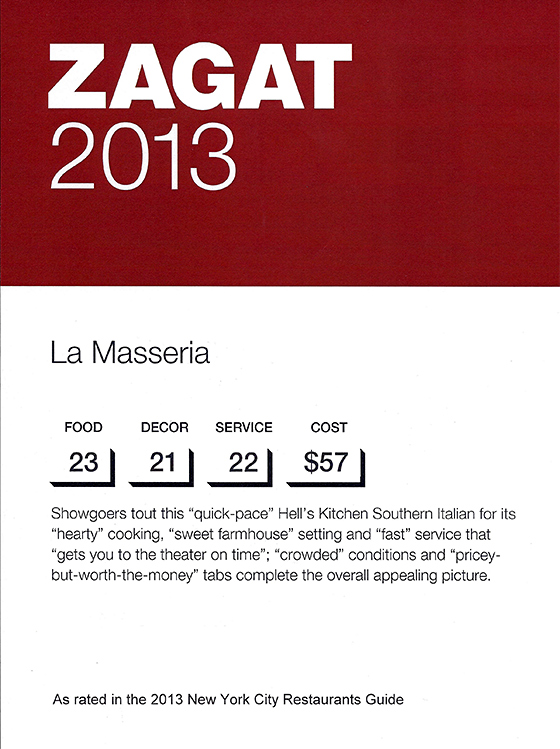 ZAGAT
2013
La Masseria
FOOD DECOR SERVICE COST
23 21 22 $57
Showgoers tout this “quick-pace” Hell’s Kitchen Southern Italian for its
“hearty” cooking, “sweet farmhouse” setting and “fast” service that
“gets you to the theater on time”; “crowded” conditions and “pricey-
but-worth-the-money” tabs complete the overall appealing picture.
As rated in the 2013 New York City Restaurants Guide